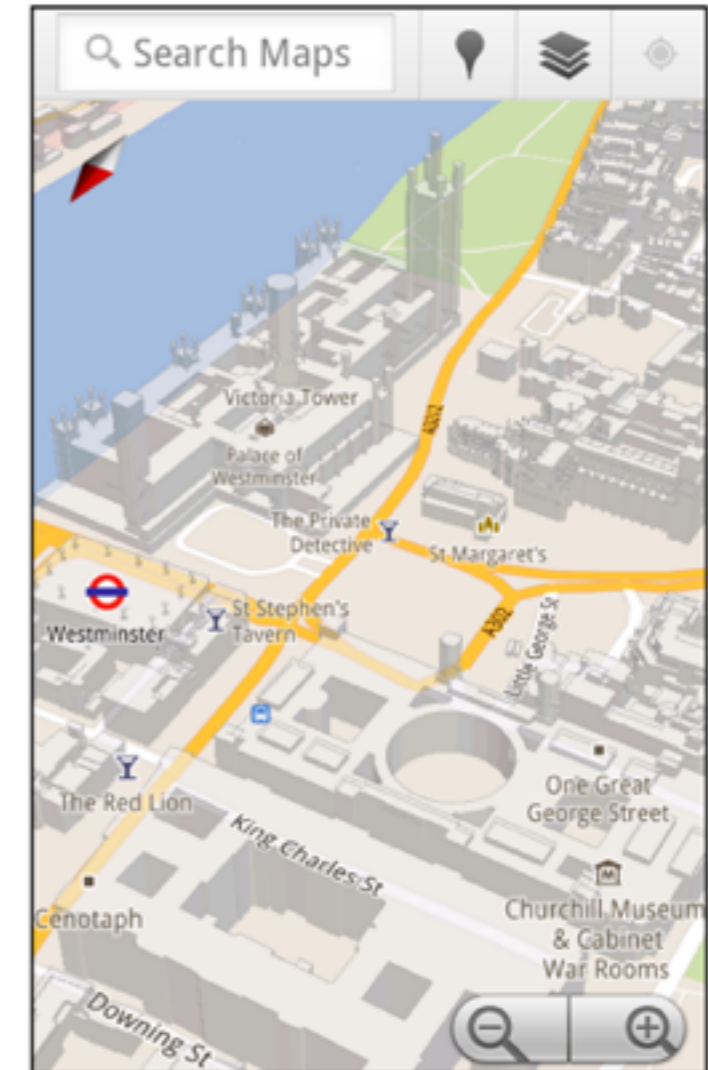 Search Maps
Victoria Tower
Palace of
Westminster
A3212
The Private
Detective
St Margaret's
St Stephen's
Tavern
Westminster
A302
Little George St
The Red Lion
One Great
George Street
King Charles St
Cenotaph
Churchill Museum
& Cabinet
War Rooms
Downing St